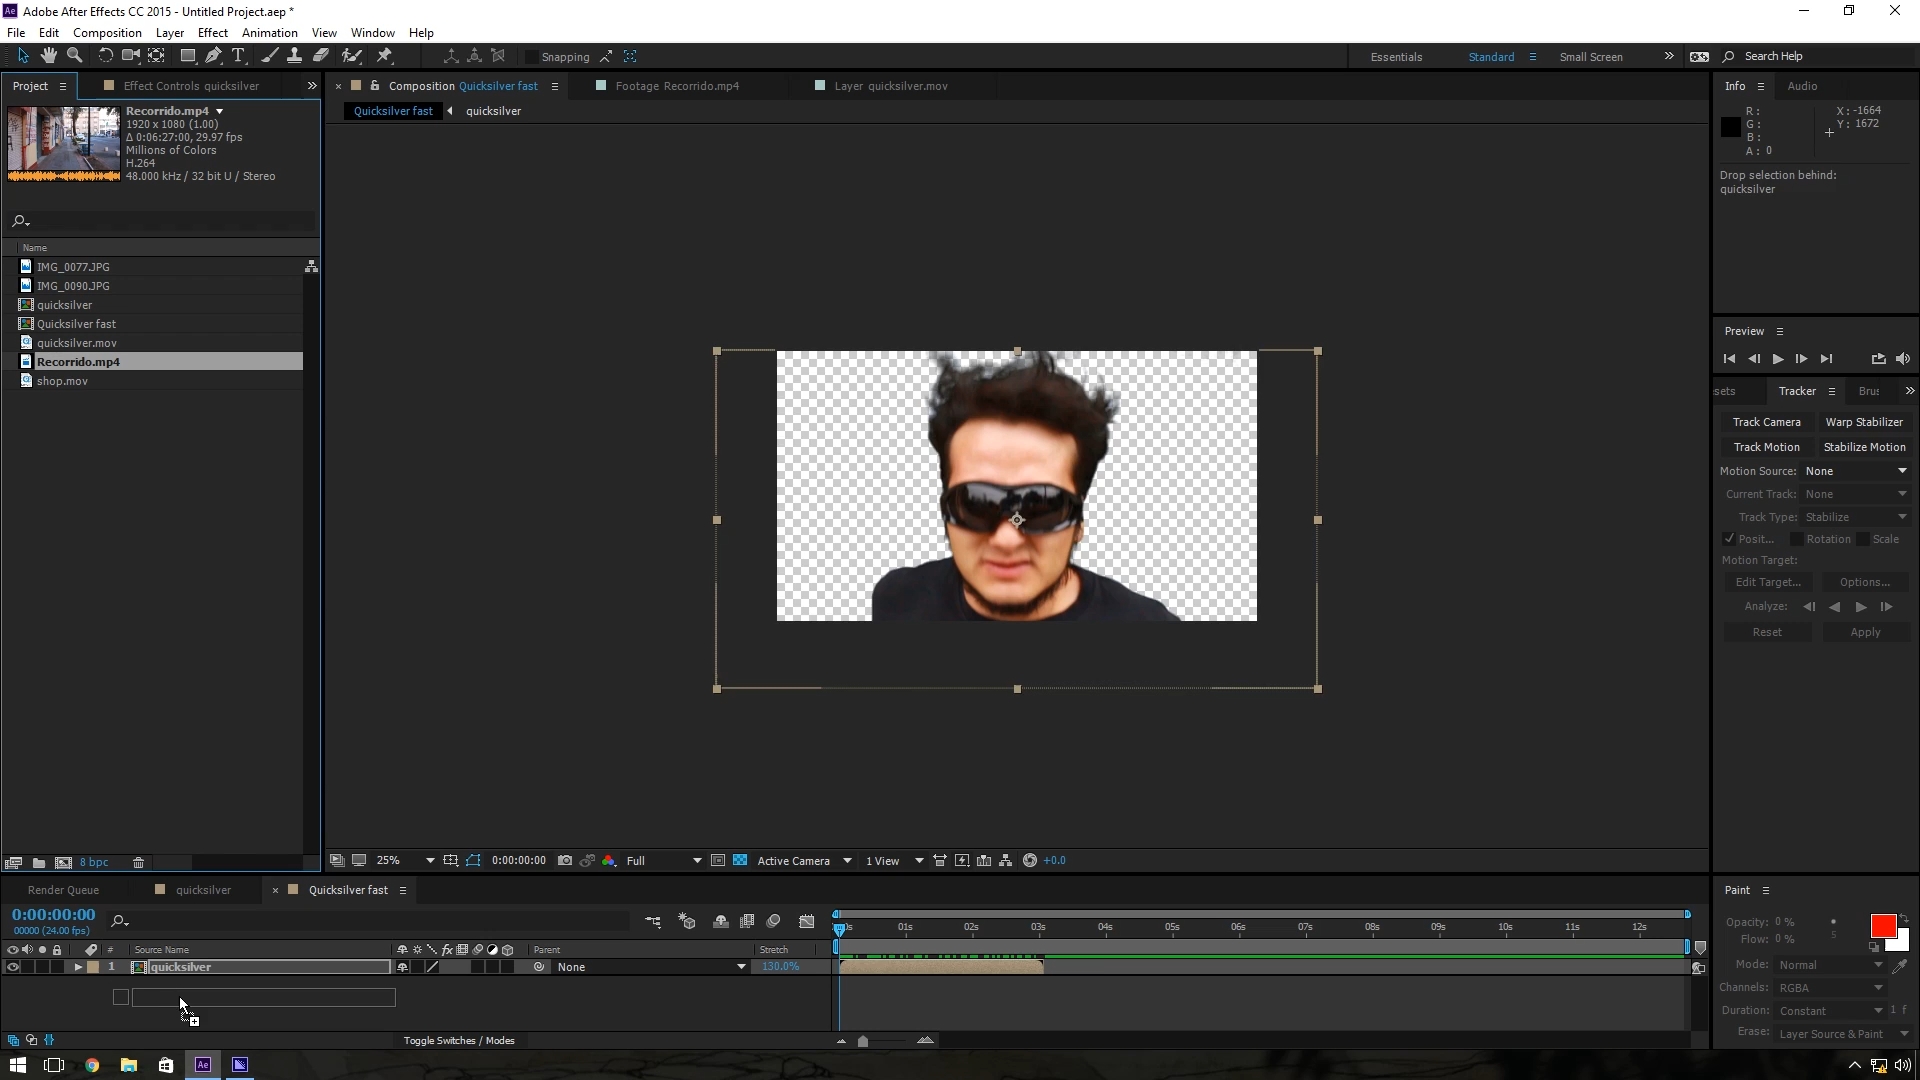 Adobe After Effects CC 2015 - Untitled Project.aep *
File Edit Composition Layer Effect Animation View Window Help
Snapping
Essentials Standard Small Screen Search Help
Project Effect Controls quicksilver
Composition Quicksilver fast
Footage Recorrido.mp4
Layer quicksilver.mov
Info Audio
Quicksilver fast quicksilver
Recorrido.mp4
1920 x 1080 (1.00)
Δ 0:06:27:00, 29.97 fps
Millions of Colors
H.264
48.000 kHz / 32 bit U / Stereo
R: X: -1664
G: Y: 1672
B:
A: 0
Drop selection behind:
quicksilver
Name
IMG_0077.JPG
IMG_0090.JPG
quicksilver
Quicksilver fast
quicksilver.mov
Recorrido.mp4
shop.mov
Preview
sets Tracker Brus
Track Camera Warp Stabilizer
Track Motion Stabilize Motion
Motion Source: None
Current Track: None
Track Type: Stabilize
Posit... Rotation Scale
Motion Target:
Edit Target... Options...
Analyze:
Reset Apply
8 bpc
25% 0:00:00:00 Full Active Camera 1 View +0.0
Render Queue quicksilver Quicksilver fast
0:00:00:00
00000 (24.00 fps)
01s 02s 03s 04s 05s 06s 07s 08s 09s 10s 11s 12s
# Source Name fx Parent Stretch
1 quicksilver None 130.0%
Toggle Switches / Modes
Paint
Opacity: 0 %
Flow: 0 % 5
Mode: Normal
Channels: RGBA
Duration: Constant 1 f
Erase: Layer Source & Paint
Ae